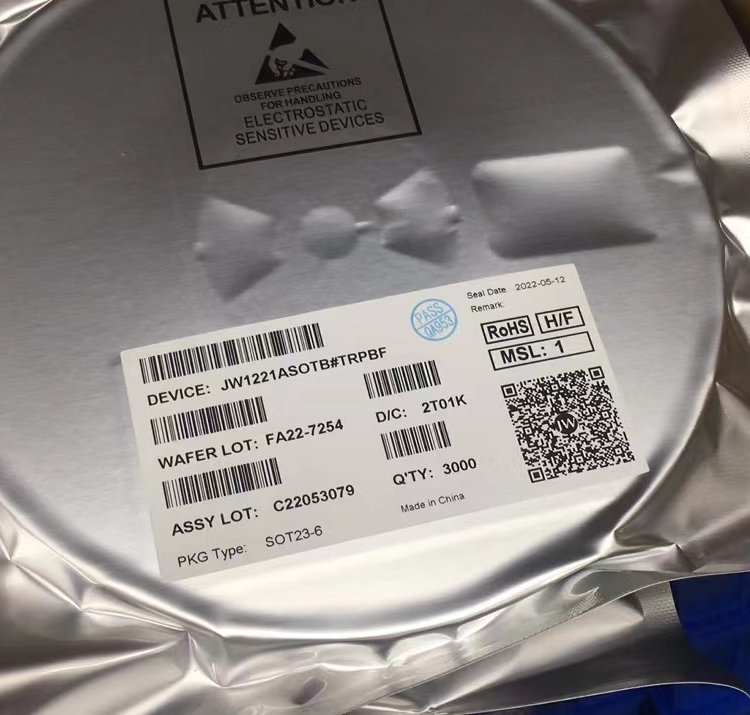 ATTENTION
OBSERVE PRECAUTIONS
FOR HANDLING
ELECTROSTATIC
SENSITIVE DEVICES
Seal Date: 2022-05-12
Remark:
PASS
RoHS H/F
MSL: 1
DEVICE: JW1221ASOTB#TRPBF
WAFER LOT: FA22-7254
D/C: 2T01K
ASSY LOT: C22053079
Q'TY: 3000
PKG Type: SOT23-6
Made in China
JW